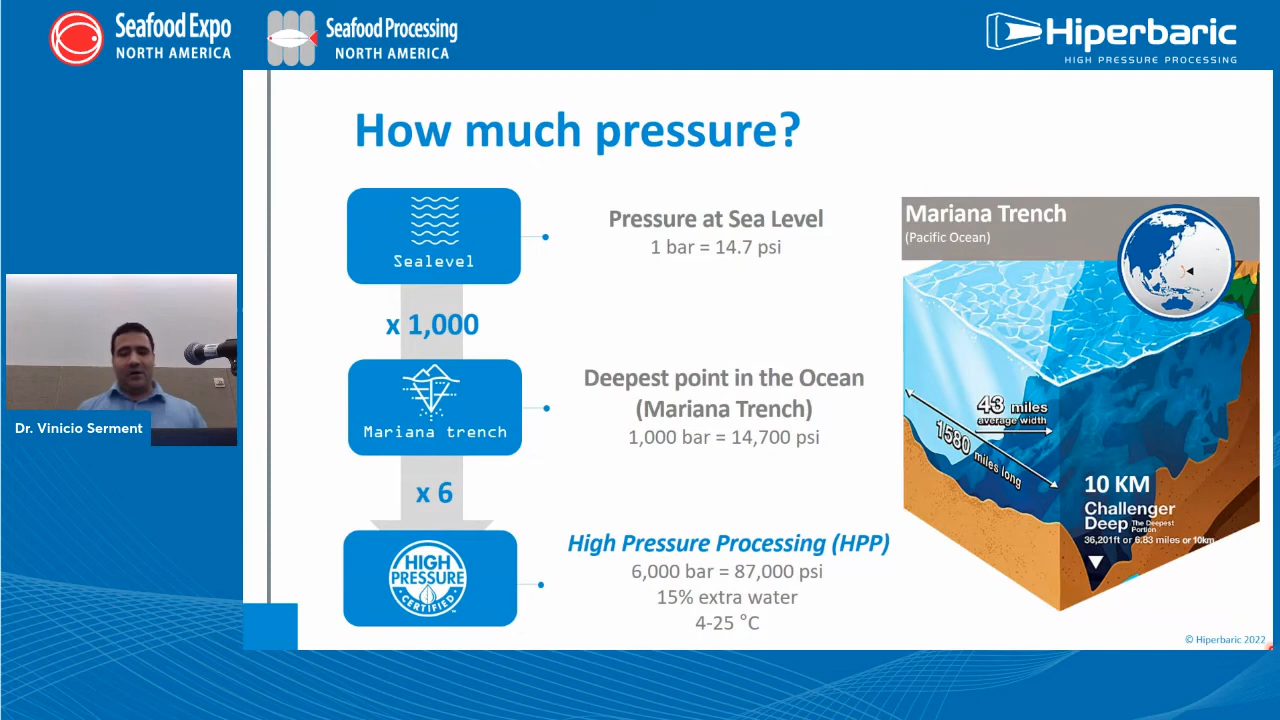 Seafood Expo
NORTH AMERICA
Seafood Processing
NORTH AMERICA
Hiperbaric
HIGH PRESSURE PROCESSING
How much pressure?
Sealevel
Pressure at Sea Level
1 bar = 14.7 psi
x 1,000
Mariana trench
Deepest point in the Ocean
(Mariana Trench)
1,000 bar = 14,700 psi
x 6
HIGH
PRESSURE
CERTIFIED
High Pressure Processing (HPP)
6,000 bar = 87,000 psi
15% extra water
4-25 °C
Mariana Trench
(Pacific Ocean)
43 miles
average width
1580 miles long
10 KM
Challenger
Deep The Deepest
Portion
36,201ft or 6.83 miles or 10km
Dr. Vinicio Serment
© Hiperbaric 2022